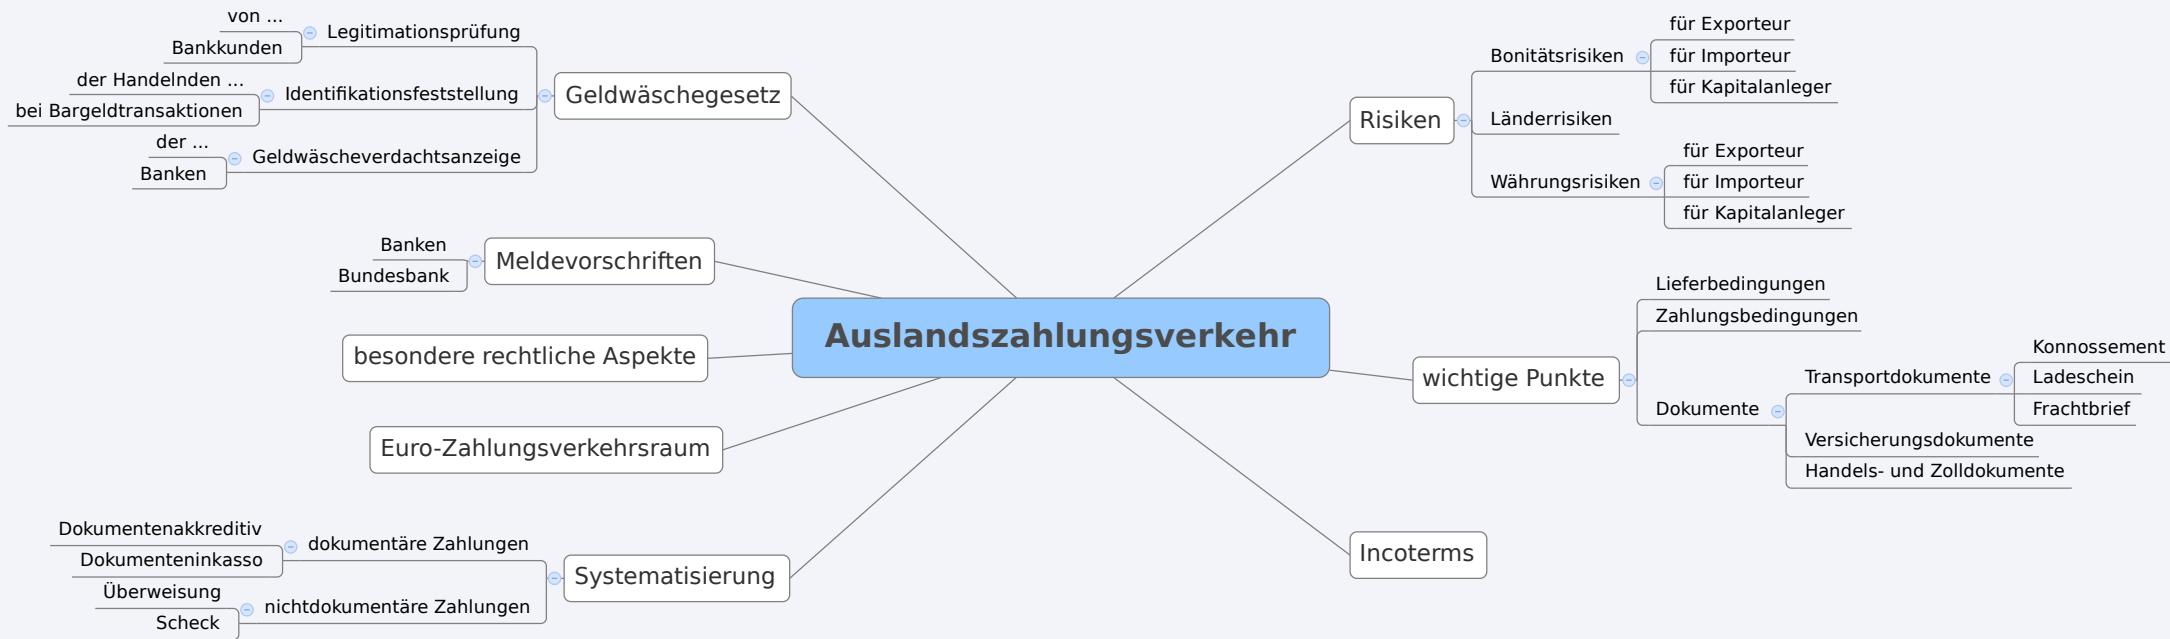 Auslandszahlungsverkehr
Geldwäschegesetz
Legitimationsprüfung
von ...
Bankkunden
Identifikationsfeststellung
der Handelnden ...
bei Bargeldtransaktionen
Geldwäscheverdachtsanzeige
der ...
Banken
Meldevorschriften
Banken
Bundesbank
besondere rechtliche Aspekte
Euro-Zahlungsverkehrsraum
Systematisierung
dokumentäre Zahlungen
Dokumentenakkreditiv
Dokumenteninkasso
nichtdokumentäre Zahlungen
Überweisung
Scheck
Risiken
Bonitätsrisiken
für Exporteur
für Importeur
für Kapitalanleger
Länderrisiken
Währungsrisiken
für Exporteur
für Importeur
für Kapitalanleger
wichtige Punkte
Lieferbedingungen
Zahlungsbedingungen
Dokumente
Transportdokumente
Konnossement
Ladeschein
Frachtbrief
Versicherungsdokumente
Handels- und Zolldokumente
Incoterms